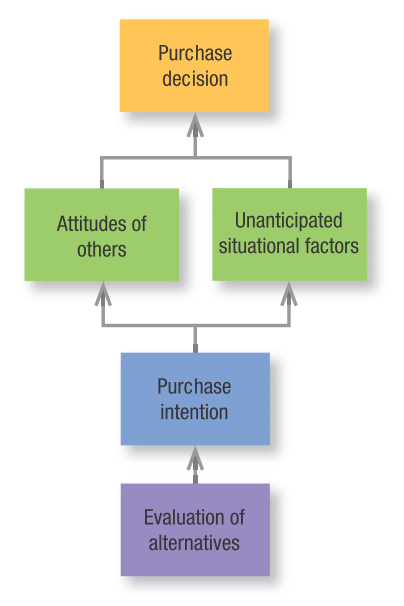 Purchase
decision
Attitudes of
others
Unanticipated
situational factors
Purchase
intention
Evaluation of
alternatives